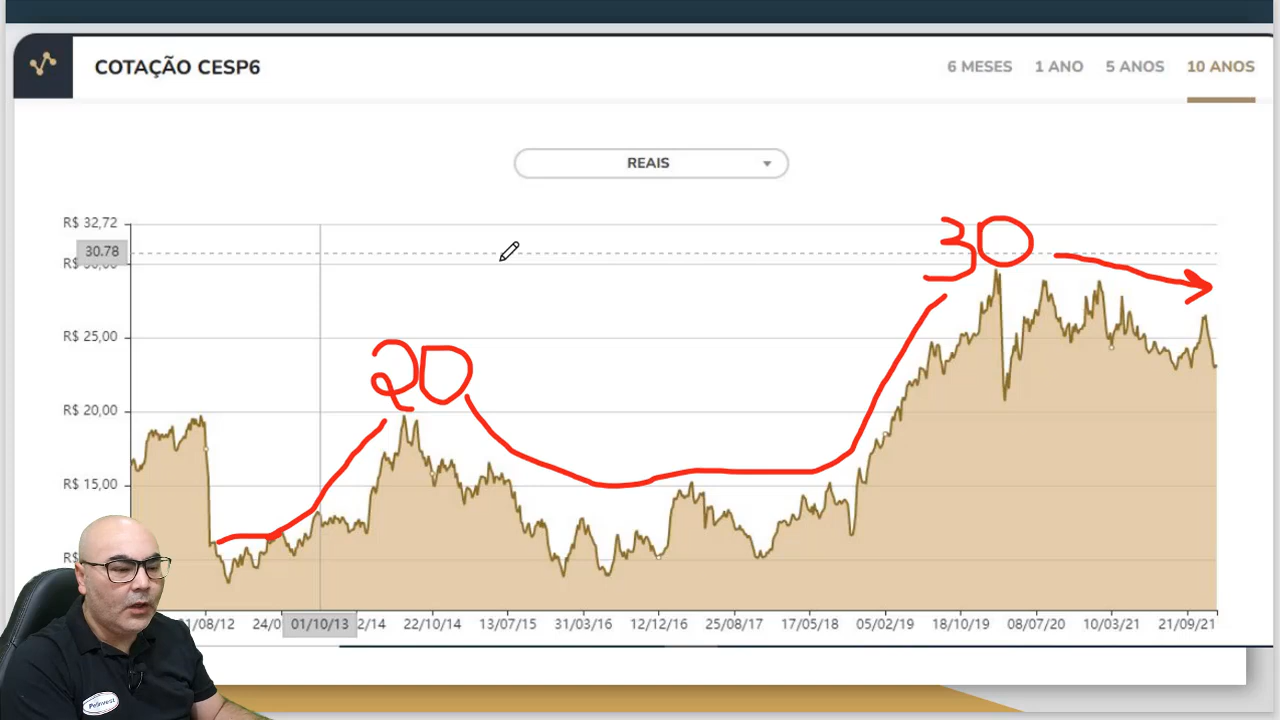 COTAÇÃO CESP6
6 MESES 1 ANO 5 ANOS 10 ANOS
REAIS
R$ 32,72
30.78
R$ 25,00
R$ 20,00
R$ 15,00
20
30
01/10/13 22/10/14 13/07/15 31/03/16 12/12/16 25/08/17 17/05/18 05/02/19 18/10/19 08/07/20 10/03/21 21/09/21